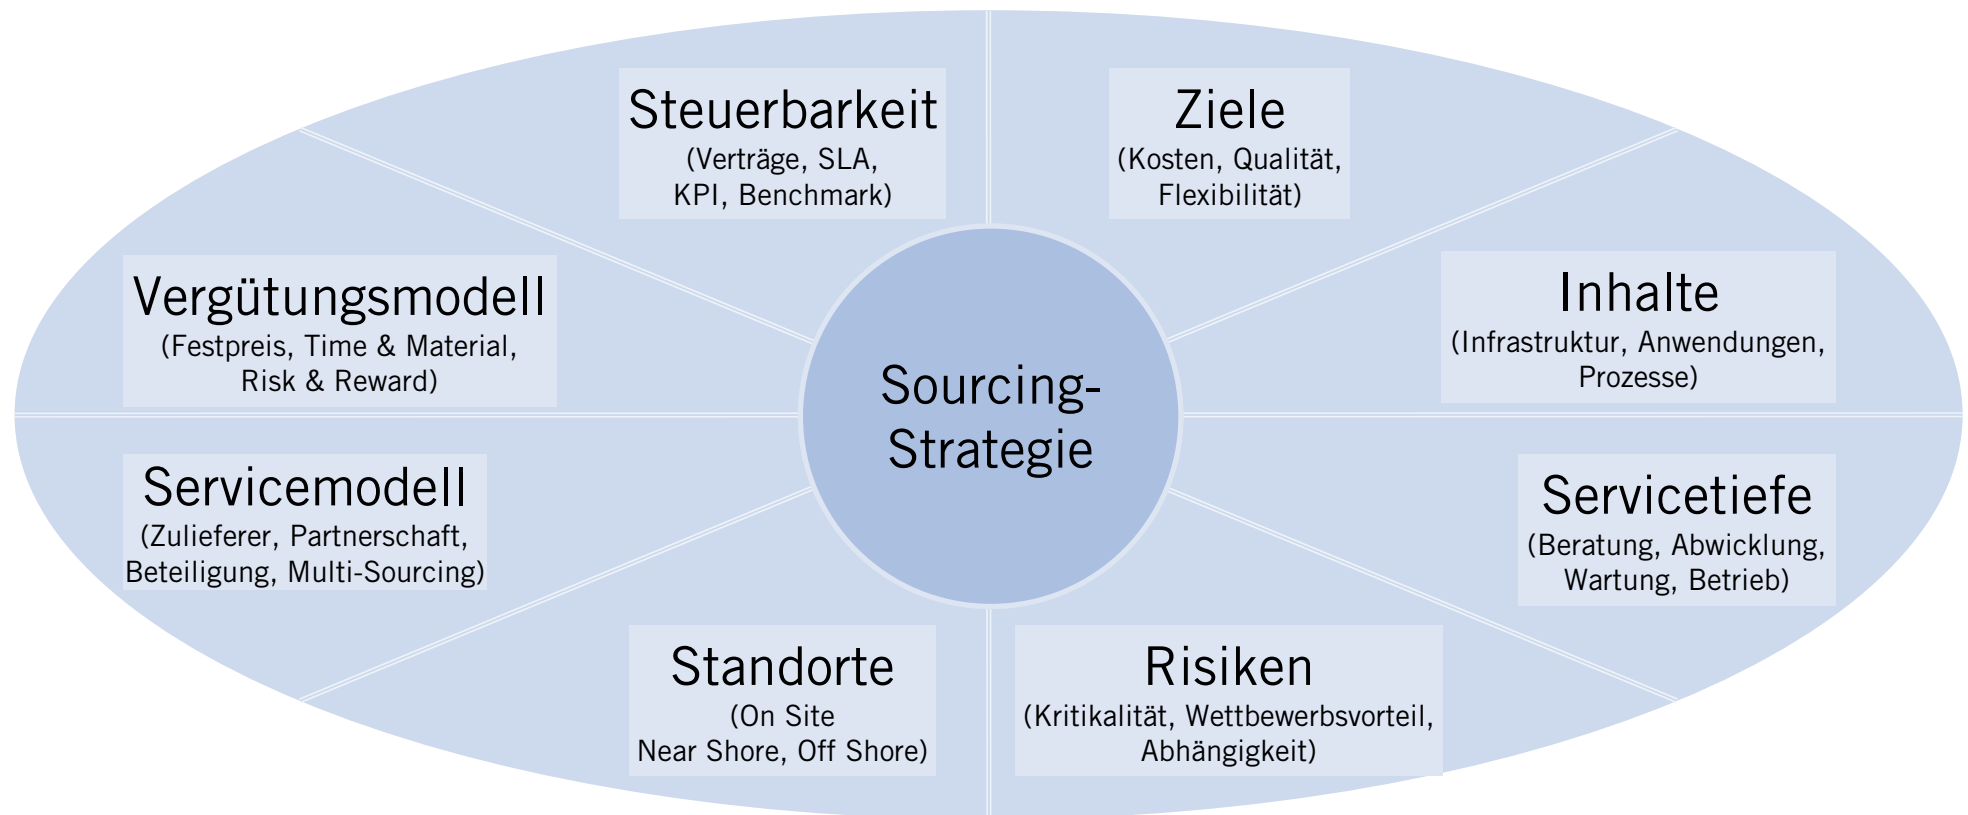 Steuerbarkeit
(Verträge, SLA,
KPI, Benchmark)
Ziele
(Kosten, Qualität,
Flexibilität)
Vergütungsmodell
(Festpreis, Time & Material,
Risk & Reward)
Inhalte
(Infrastruktur, Anwendungen,
Prozesse)
Sourcing-
Strategie
Servicemodell
(Zulieferer, Partnerschaft,
Beteiligung, Multi-Sourcing)
Servicetiefe
(Beratung, Abwicklung,
Wartung, Betrieb)
Standorte
(On Site
Near Shore, Off Shore)
Risiken
(Kritikalität, Wettbewerbsvorteil,
Abhängigkeit)